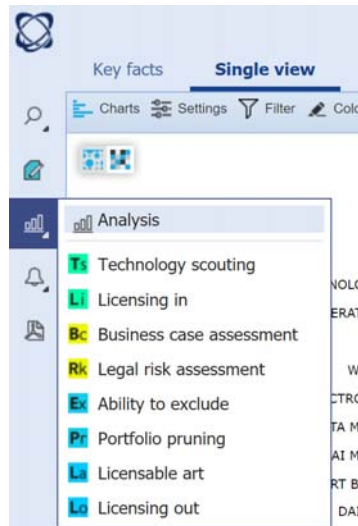 Key facts Single view
Charts Settings Filter
Analysis
Ts Technology scouting
Li Licensing in
Bc Business case assessment
Rk Legal risk assessment
Ex Ability to exclude
Pr Portfolio pruning
La Licensable art
Lo Licensing out